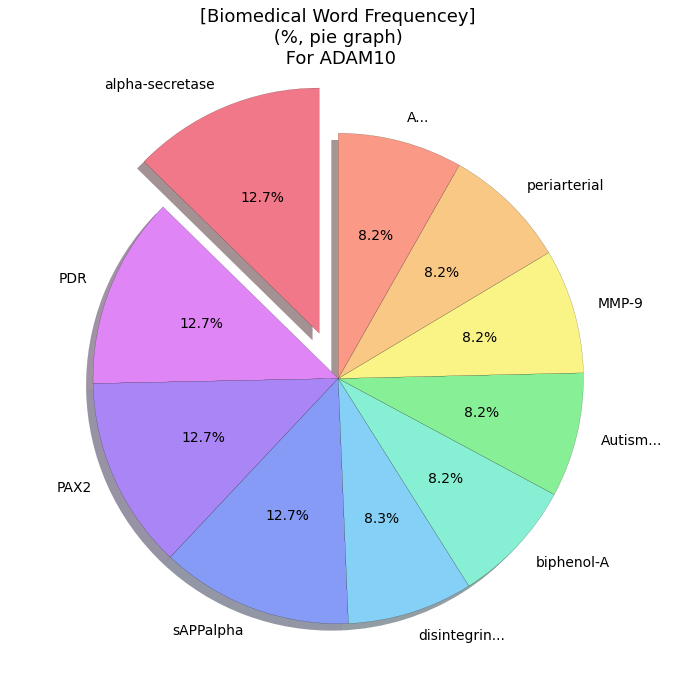 [Biomedical Word Frequencey]
(%, pie graph)
For ADAM10
alpha-secretase
A...
periarterial
12.7%
8.2%
8.2%
PDR
MMP-9
12.7%
8.2%
12.7%
8.2%
Autism...
PAX2
8.2%
12.7%
8.3%
biphenol-A
sAPPalpha
disintegrin...